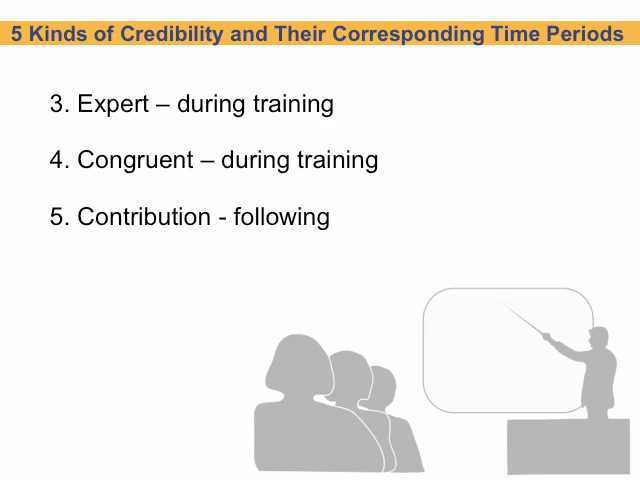 5 Kinds of Credibility and Their Corresponding Time Periods
3. Expert – during training
4. Congruent – during training
5. Contribution - following